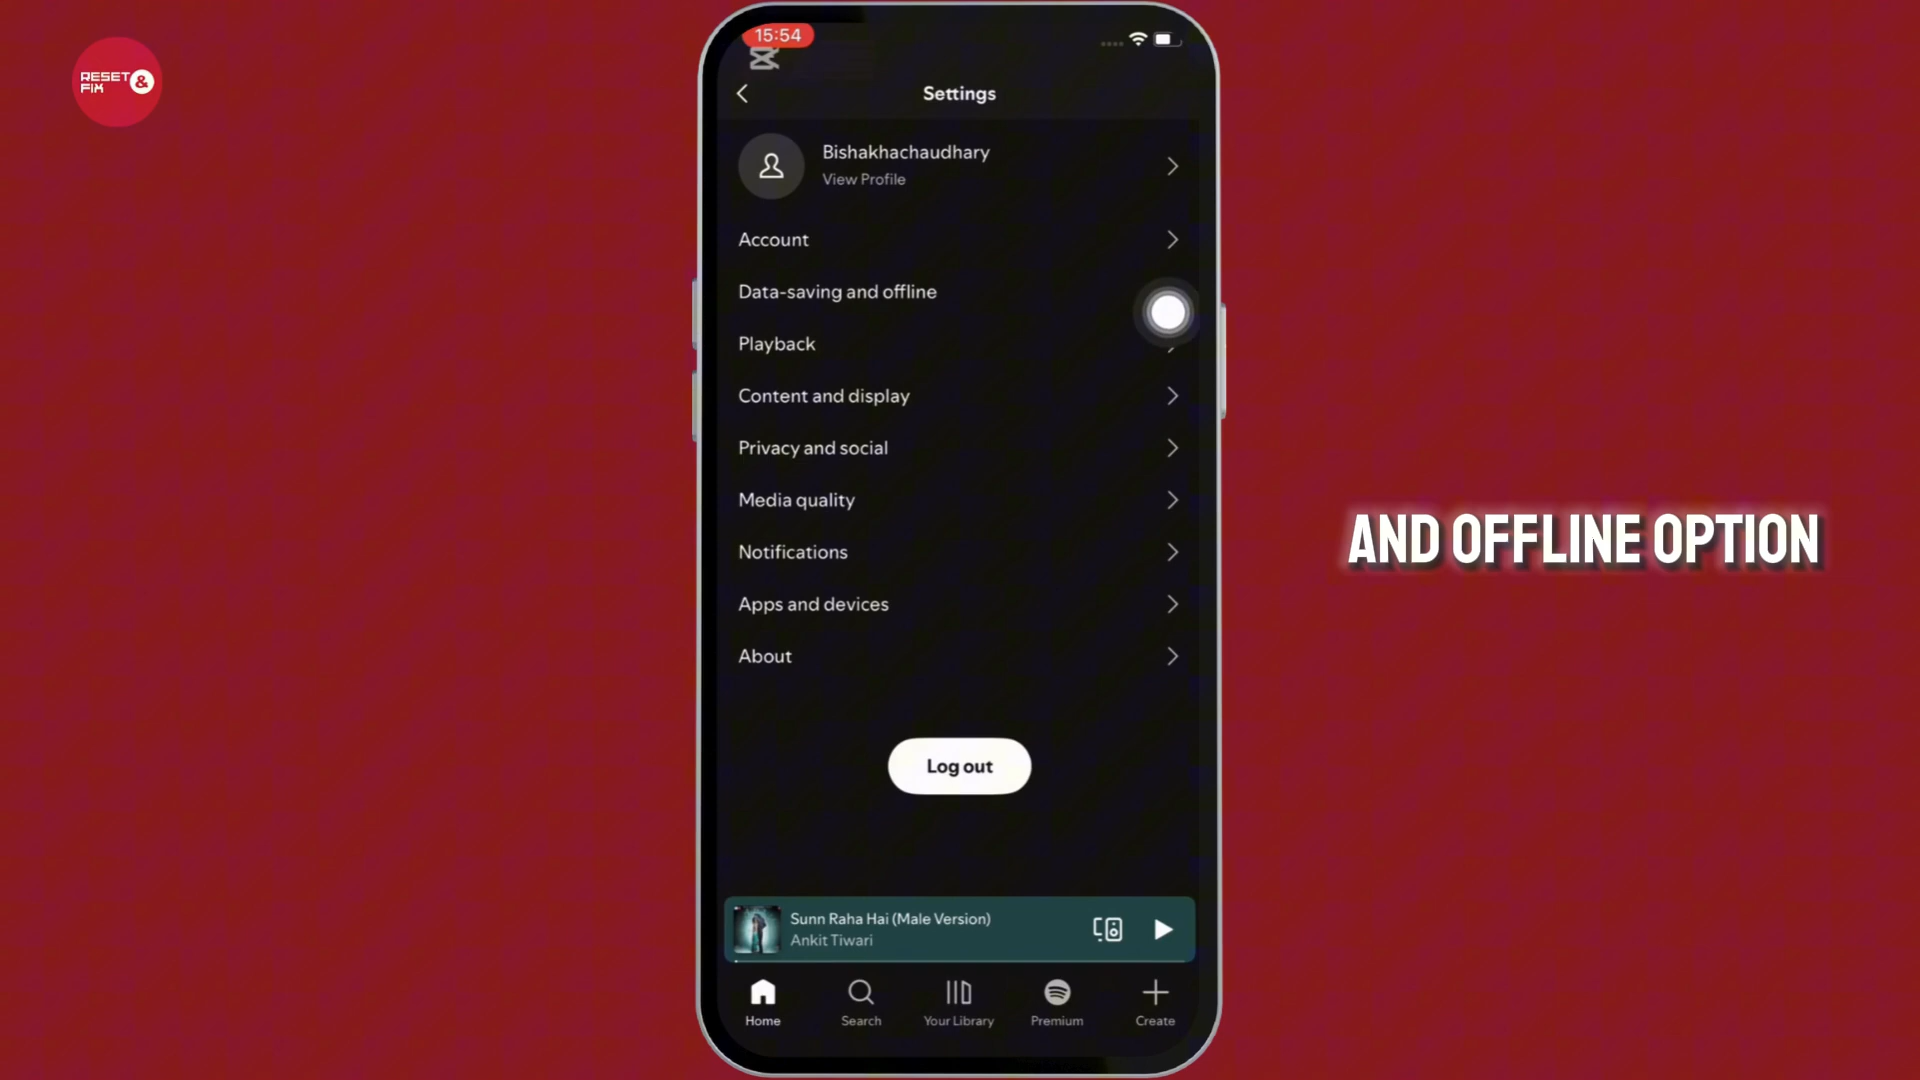 RESET &
FIX
15:54
Settings
Bishakhachaudhary
View Profile
Account
Data-saving and offline
Playback
Content and display
Privacy and social
Media quality
Notifications
Apps and devices
About
Log out
AND OFFLINE OPTION
Sunn Raha Hai (Male Version)
Ankit Tiwari
Home
Search
Your Library
Premium
Create